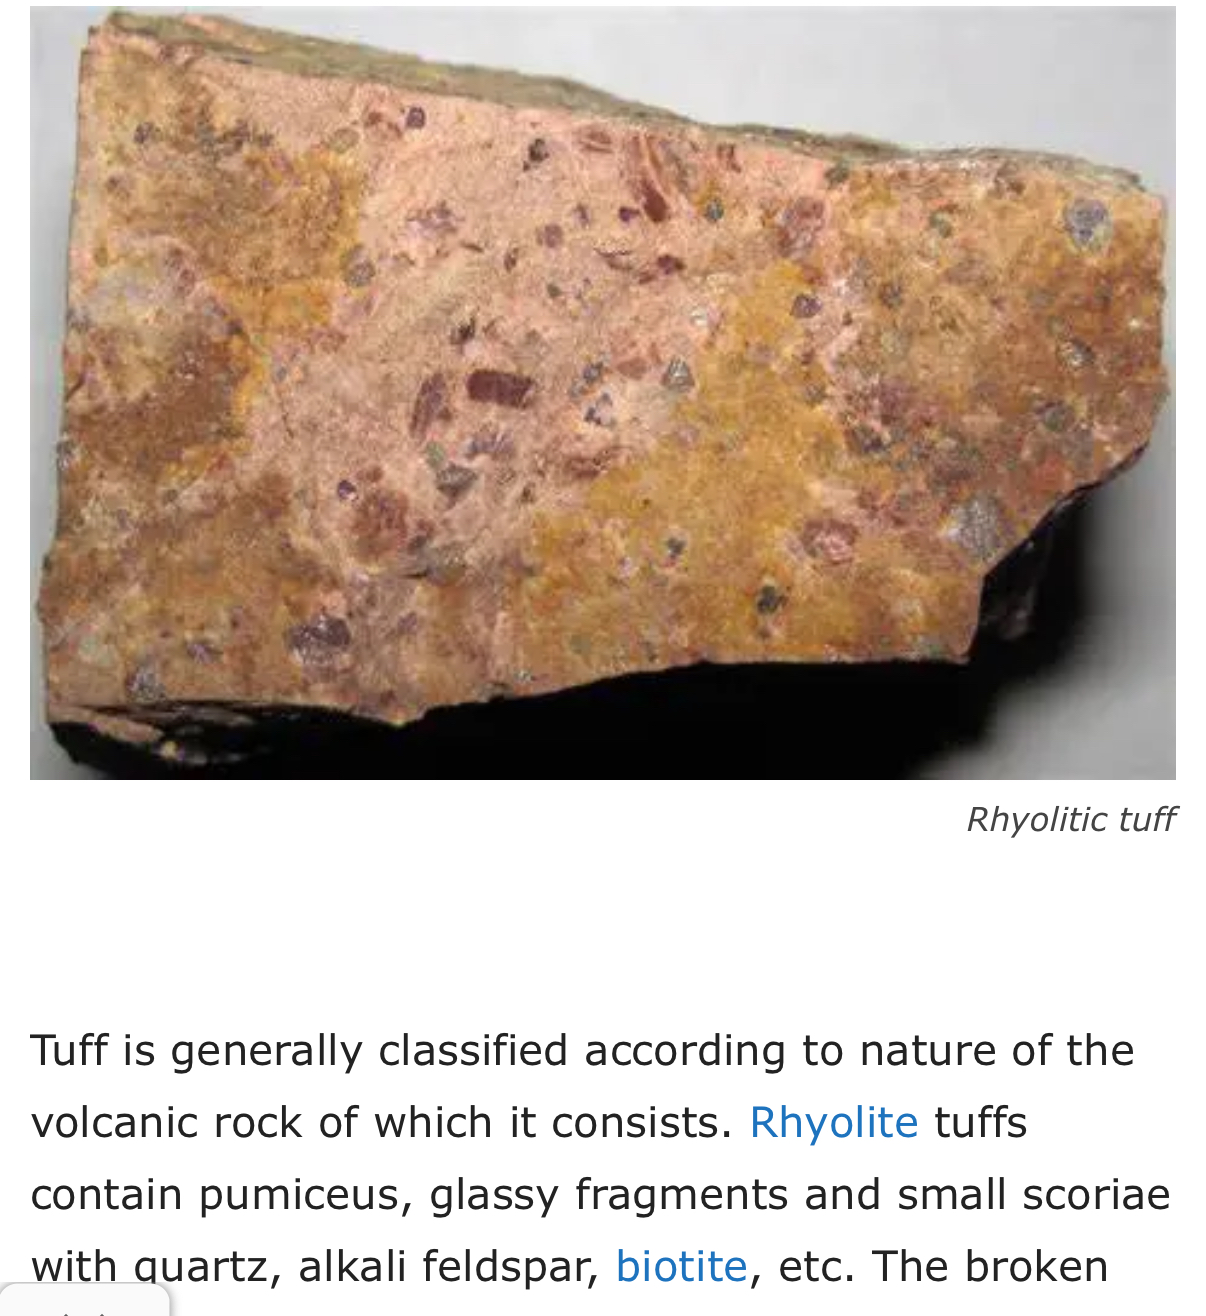 Rhyolitic tuff
Tuff is generally classified according to nature of the
volcanic rock of which it consists. Rhyolite tuffs
contain pumiceus, glassy fragments and small scoriae
with quartz, alkali feldspar, biotite, etc. The broken